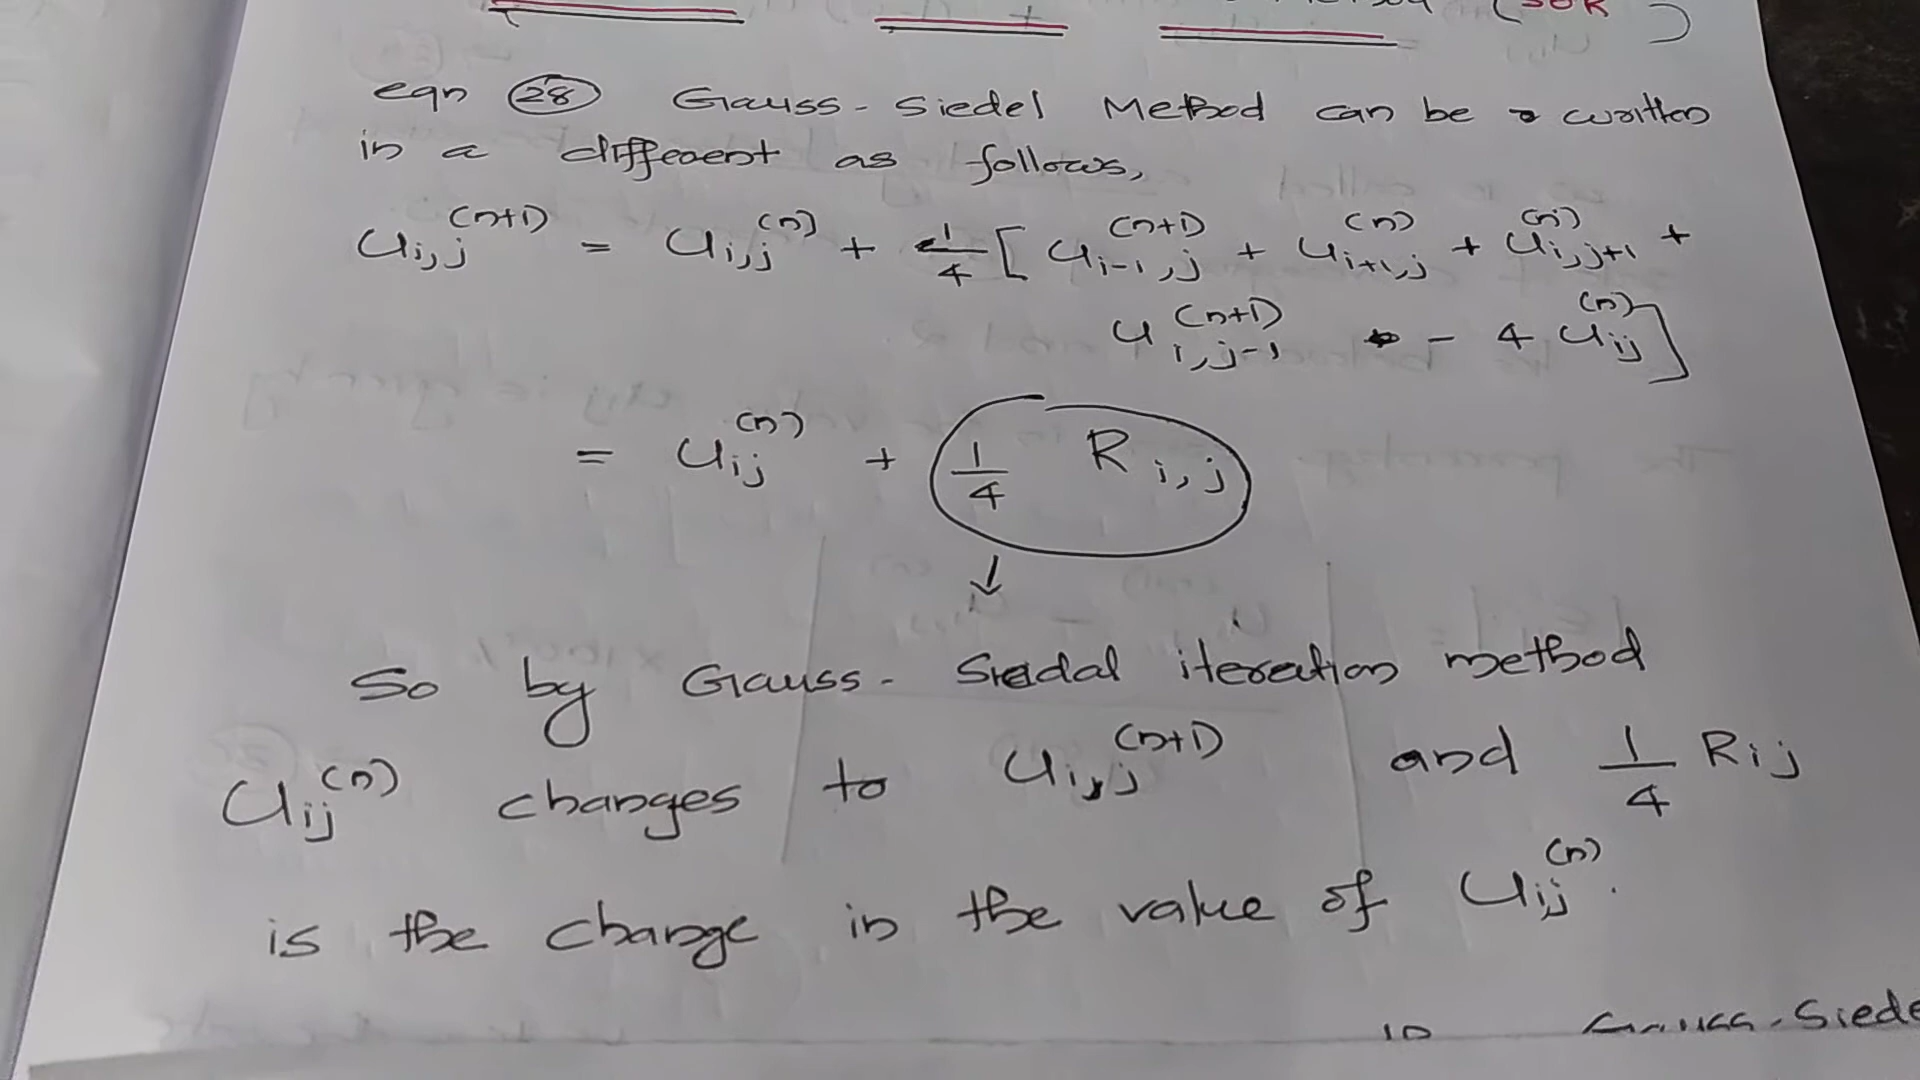 (SOR)
eqn (28) Gauss-Siedel Method can be written
in a different as follows,
u_{i,j}^{(n+1)} = u_{i,j}^{(n)} + 1/4 [ u_{i-1,j}^{(n+1)} + u_{i+1,j}^{(n)} + u_{i,j+1}^{(n)} +
u_{i,j-1}^{(n+1)} - 4 u_{ij}^{(n)} ]
= u_{ij}^{(n)} + 1/4 R_{i,j}
↓
So by Gauss-Siedal iteration method
u_{ij}^{(n)} changes to u_{i,j}^{(n+1)} and 1/4 R_{ij}
is the change in the value of u_{ij}^{(n)}.